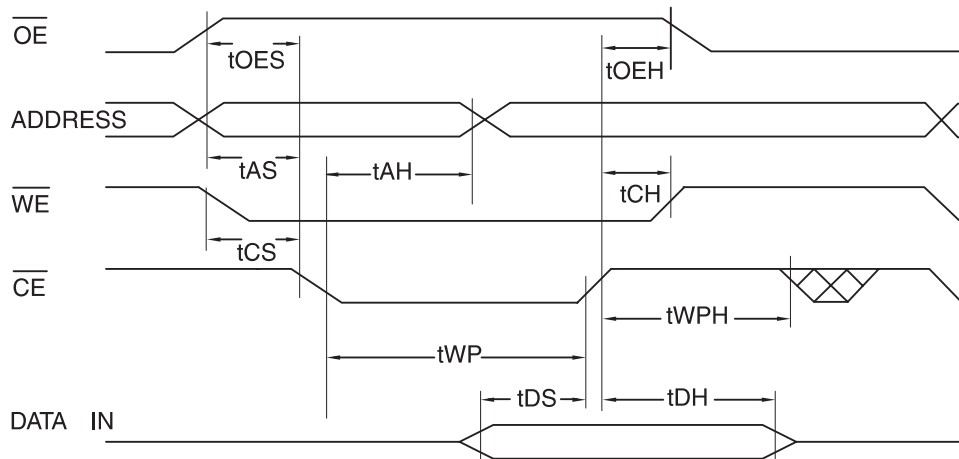 OE
tOES
tOEH
ADDRESS
tAS
tAH
tCH
WE
tCS
CE
tWPH
tWP
tDS
tDH
DATA IN